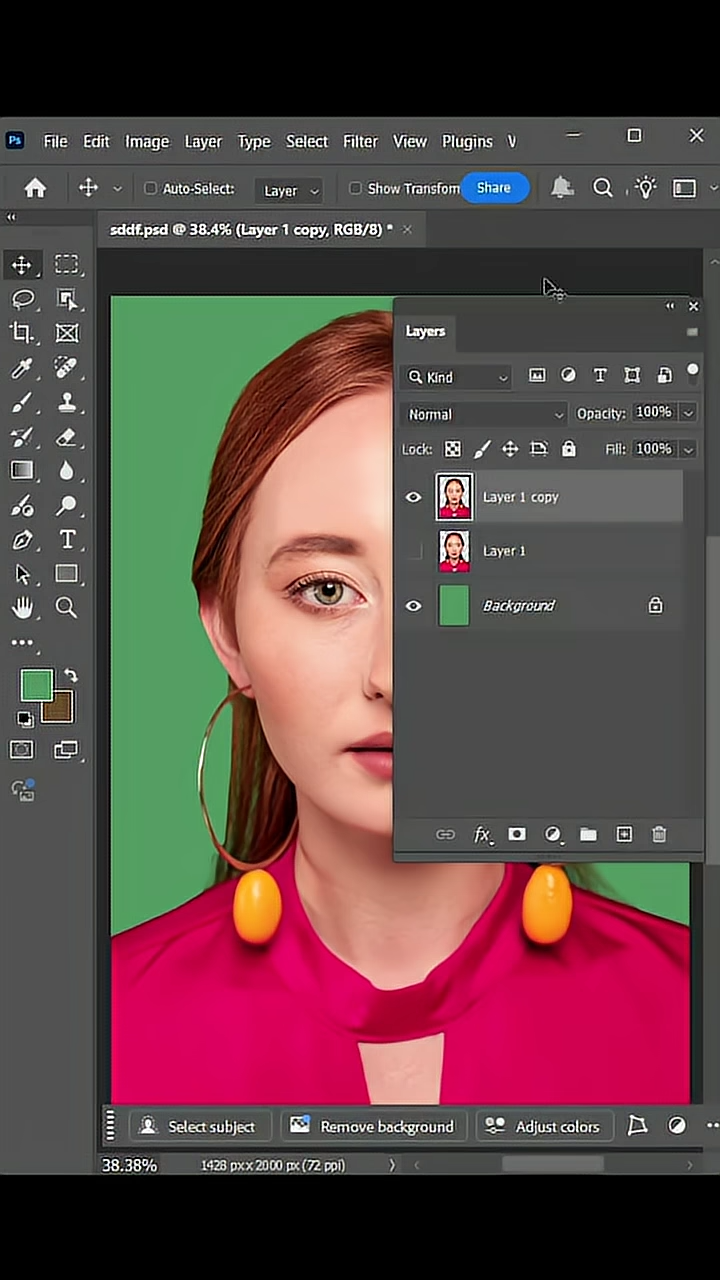 Ps File Edit Image Layer Type Select Filter View Plugins
Auto-Select: Layer Show Transform Share
sddf.psd @ 38.4% (Layer 1 copy, RGB/8) *
Layers
Kind
Normal Opacity: 100%
Lock: Fill: 100%
Layer 1 copy
Layer 1
Background
fx
Select subject Remove background Adjust colors
38.38% 1428 px x 2000 px (72 ppi)